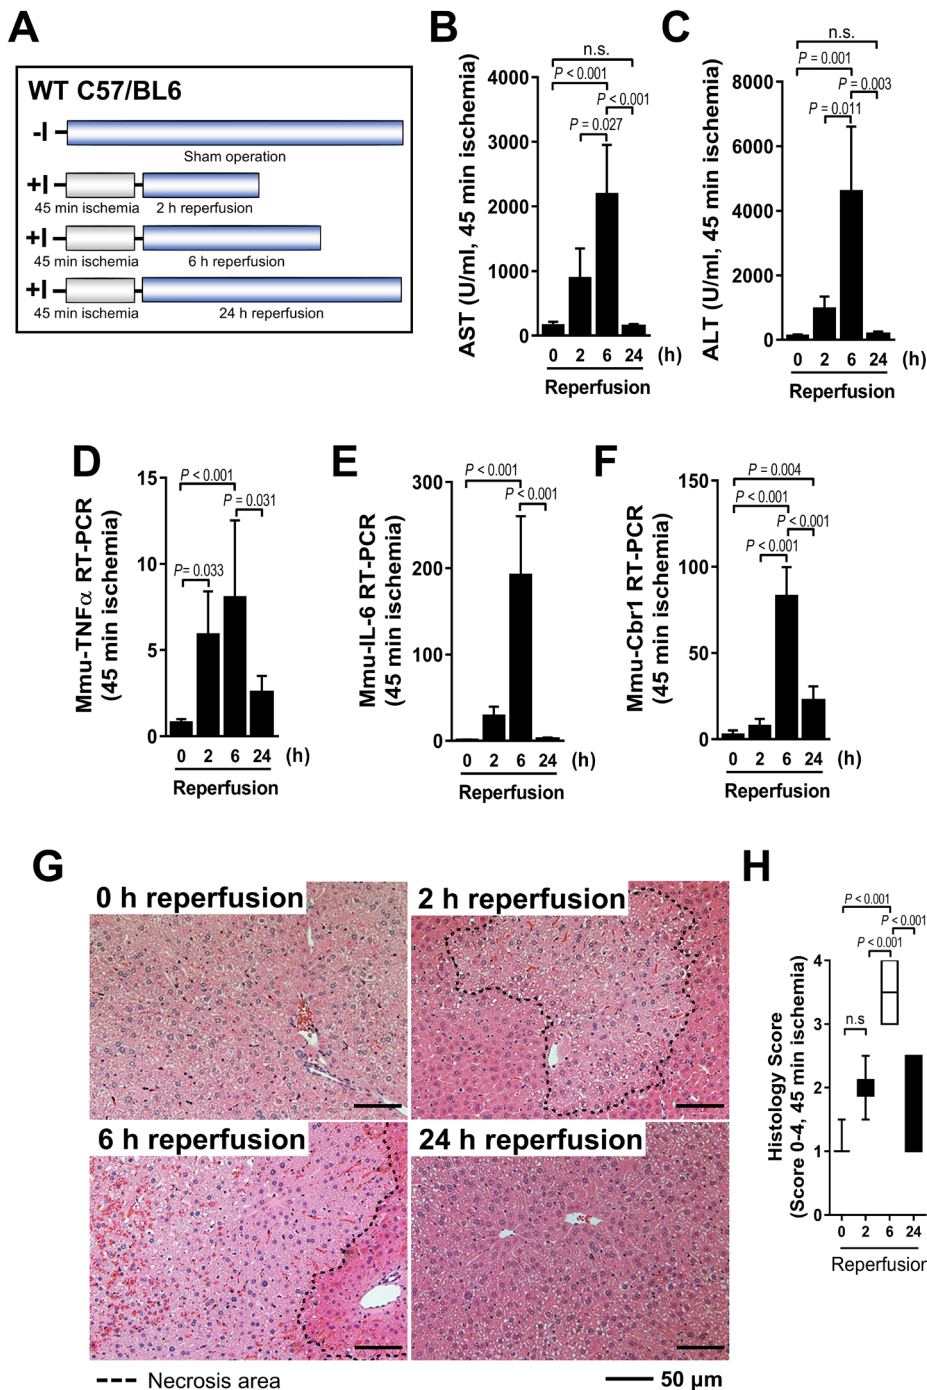 A
WT C57/BL6
-I
Sham operation
+I
45 min ischemia
2 h reperfusion
+I
45 min ischemia
6 h reperfusion
+I
45 min ischemia
24 h reperfusion
B
AST (U/ml, 45 min ischemia)
4000
3000
2000
1000
0
n.s.
P < 0.001
P < 0.001
P = 0.027
0 2 6 24 (h)
Reperfusion
C
ALT (U/ml, 45 min ischemia)
8000
6000
4000
2000
0
n.s.
P = 0.001
P = 0.003
P = 0.011
0 2 6 24 (h)
Reperfusion
D
Mmu-TNFα RT-PCR
(45 min ischemia)
15
10
5
0
P < 0.001
P = 0.031
P= 0.033
0 2 6 24 (h)
Reperfusion
E
Mmu-IL-6 RT-PCR
(45 min ischemia)
300
200
100
0
P < 0.001
P < 0.001
0 2 6 24 (h)
Reperfusion
F
Mmu-Cbr1 RT-PCR
(45 min ischemia)
150
100
50
0
P = 0.004
P < 0.001
P < 0.001
P < 0.001
0 2 6 24 (h)
Reperfusion
G
0 h reperfusion
2 h reperfusion
6 h reperfusion
24 h reperfusion
Necrosis area
50 µm
H
Histology Score
(Score 0-4, 45 min ischemia)
4
3
2
1
0
P < 0.001
P < 0.001
P < 0.001
n.s
0 2 6 24
Reperfusion